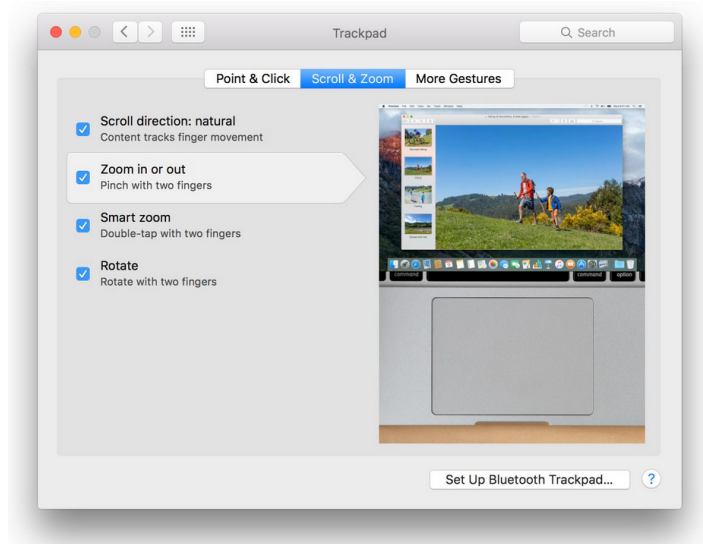 Trackpad
Search
Point & Click
Scroll & Zoom
More Gestures
Scroll direction: natural
Content tracks finger movement
Zoom in or out
Pinch with two fingers
Smart zoom
Double-tap with two fingers
Rotate
Rotate with two fingers
command
command
option
Set Up Bluetooth Trackpad...
?